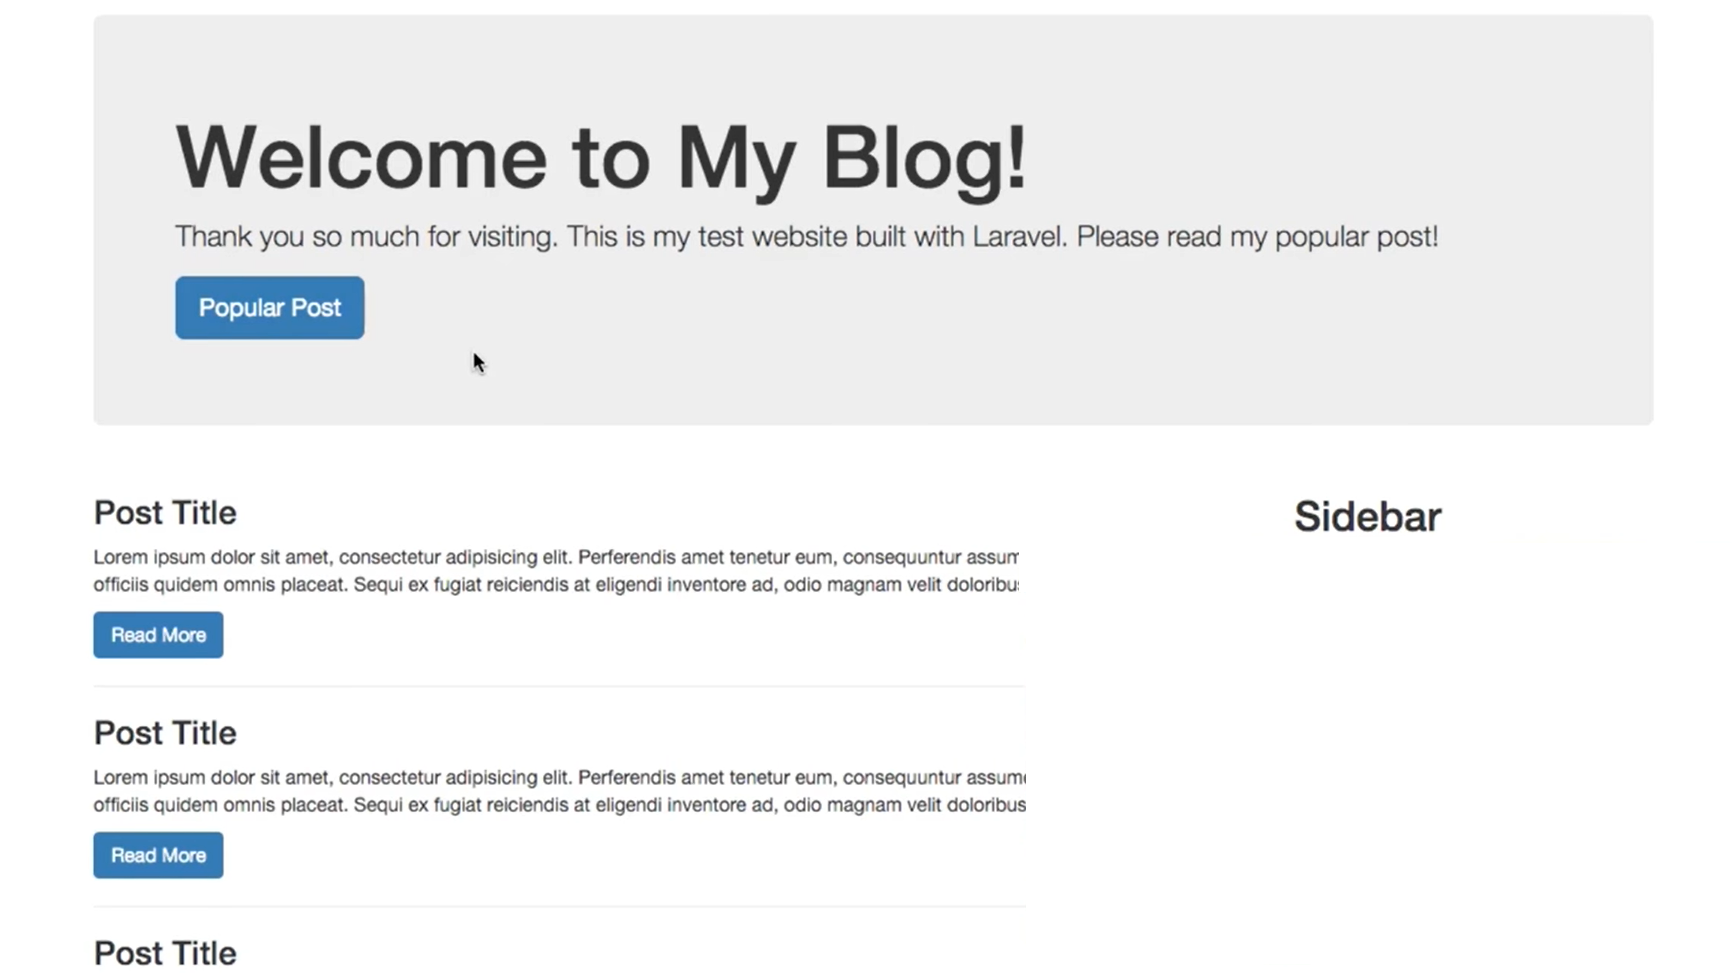 Welcome to My Blog!
Thank you so much for visiting. This is my test website built with Laravel. Please read my popular post!
Popular Post
Post Title
Lorem ipsum dolor sit amet, consectetur adipisicing elit. Perferendis amet tenetur eum, consequuntur
officiis quidem omnis placeat. Sequi ex fugiat reiciendis at eligendi inventore ad, odio magnam velit
Read More
Sidebar
Post Title
Lorem ipsum dolor sit amet, consectetur adipisicing elit. Perferendis amet tenetur eum, consequuntur
officiis quidem omnis placeat. Sequi ex fugiat reiciendis at eligendi inventore ad, odio magnam velit doloribus
Read More
Post Title